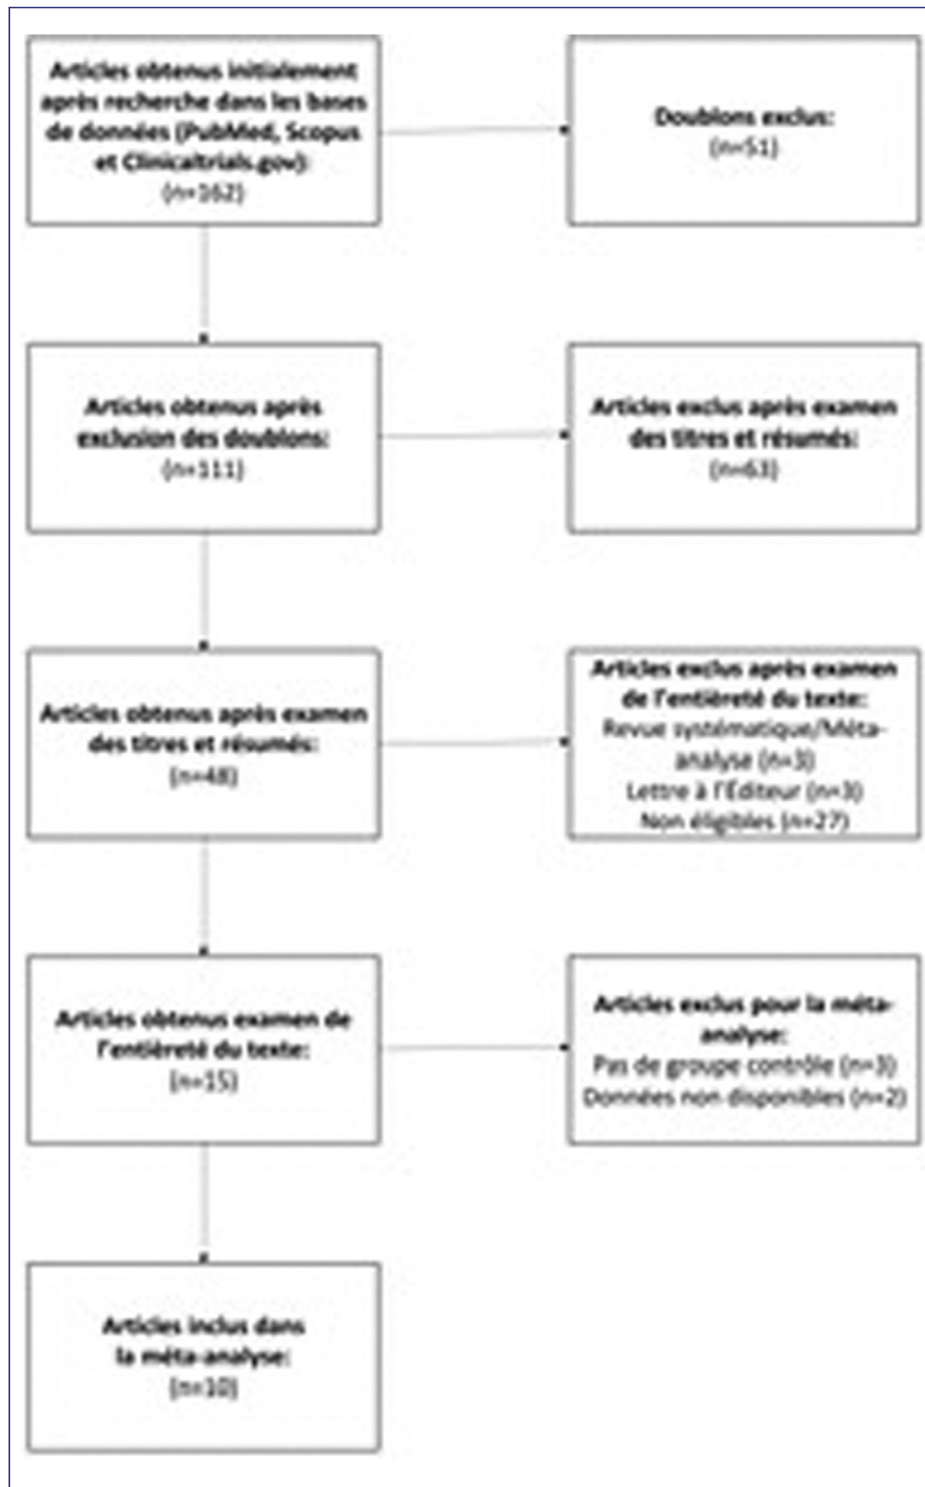 Articles obtenus initialement
après recherche dans les bases
de données (PubMed, Scopus
et Clinicaltrials.gov):
(n=162)
Doublons exclus:
(n=51)
Articles obtenus après
exclusion des doublons:
(n=111)
Articles exclus après examen
des titres et résumés:
(n=63)
Articles obtenus après examen
des titres et résumés:
(n=48)
Articles exclus après examen
de l'entièreté du texte:
Revue systématique/Méta-
analyse (n=3)
Lettre à l'Éditeur (n=3)
Non éligibles (n=27)
Articles obtenus examen de
l'entièreté du texte:
(n=15)
Articles exclus pour la méta-
analyse:
Pas de groupe contrôle (n=3)
Données non disponibles (n=2)
Articles inclus dans
la méta-analyse:
(n=10)